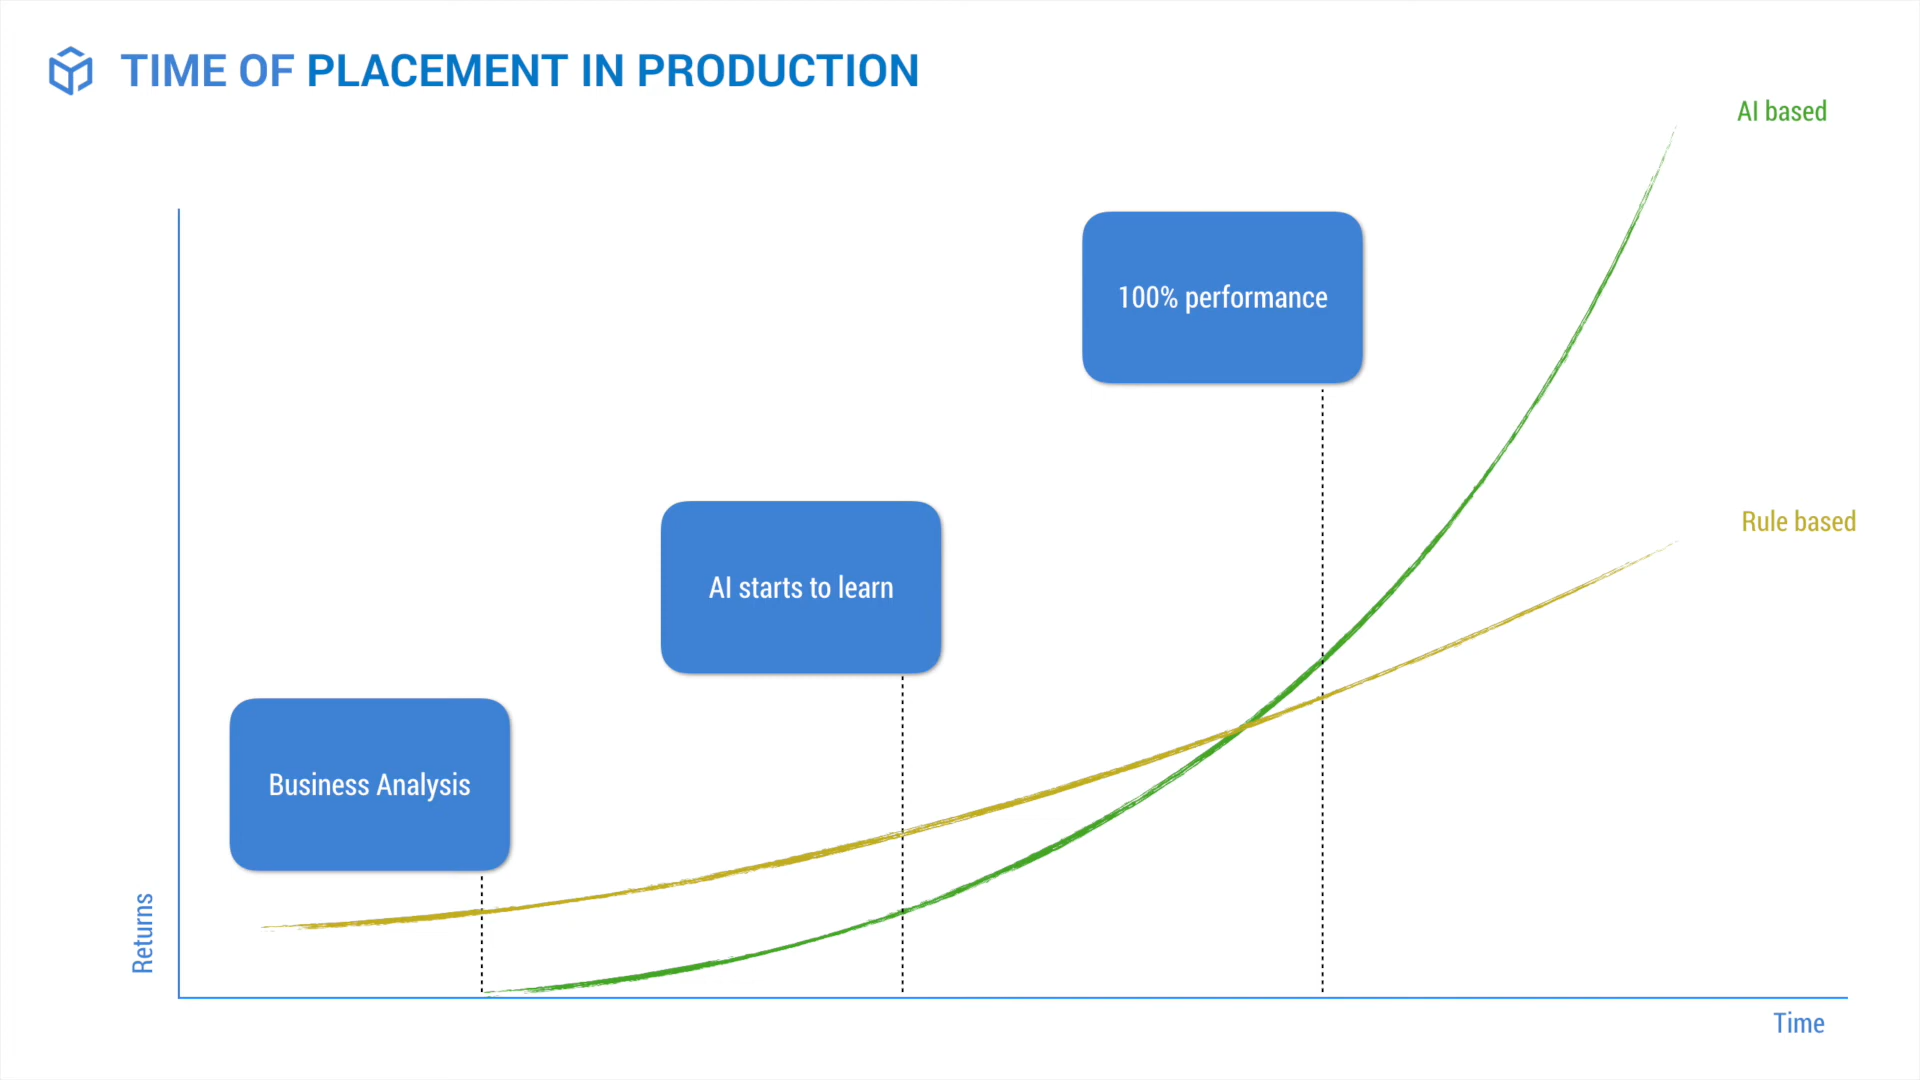 TIME OF PLACEMENT IN PRODUCTION
AI based
100% performance
Rule based
AI starts to learn
Business Analysis
Returns
Time